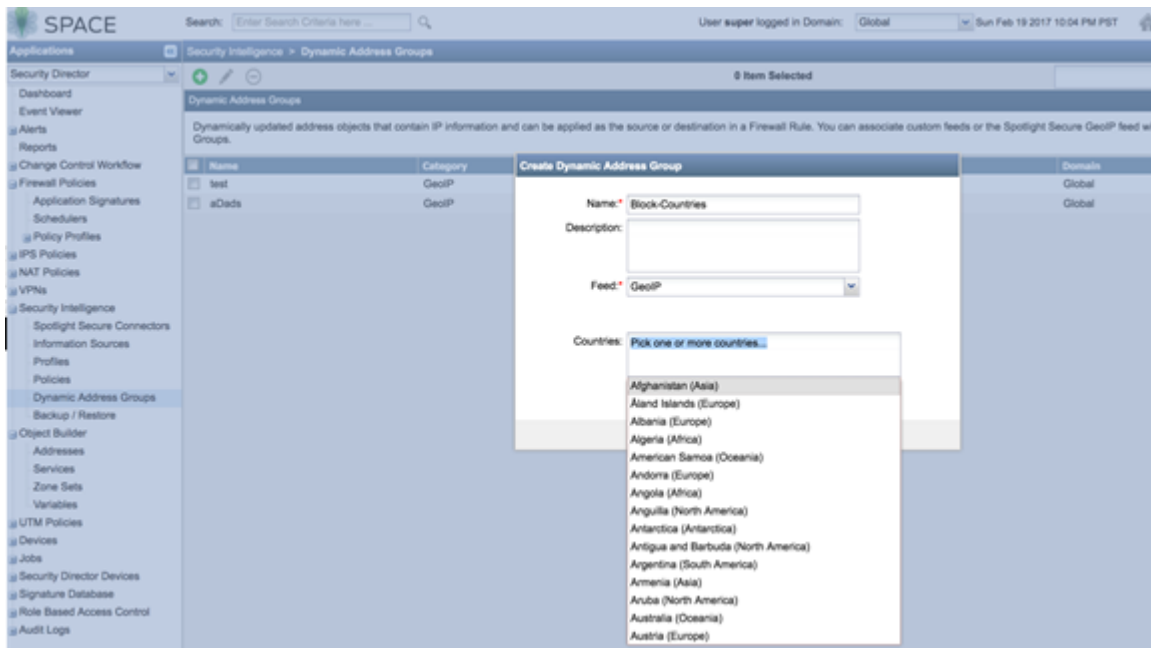 SPACE
Search: Enter Search Criteria here ...
User super logged in Domain: Global
Sun Feb 19 2017 10:04 PM PST
Applications
Security Intelligence > Dynamic Address Groups
Security Director
0 Item Selected
Dashboard
Event Viewer
Alerts
Reports
Change Control Workflow
Firewall Policies
Application Signatures
Schedulers
Policy Profiles
IPS Policies
NAT Policies
VPNs
Security Intelligence
Spotlight Secure Connectors
Information Sources
Profiles
Policies
Dynamic Address Groups
Backup / Restore
Object Builder
Addresses
Services
Zone Sets
Variables
UTM Policies
Devices
Jobs
Security Director Devices
Signature Database
Role Based Access Control
Audit Logs
Dynamic Address Groups
Dynamically updated address objects that contain IP information and can be applied as the source or destination in a Firewall Rule. You can associate custom feeds or the Spotlight Secure GeoIP feed w
Groups.
Name Category Domain
test GeoIP Global
aDads GeoIP Global
Create Dynamic Address Group
Name:* Block-Countries
Description:
Feed:* GeoIP
Countries: Pick one or more countries...
Afghanistan (Asia)
Åland Islands (Europe)
Albania (Europe)
Algeria (Africa)
American Samoa (Oceania)
Andorra (Europe)
Angola (Africa)
Anguilla (North America)
Antarctica (Antarctica)
Antigua and Barbuda (North America)
Argentina (South America)
Armenia (Asia)
Aruba (North America)
Australia (Oceania)
Austria (Europe)